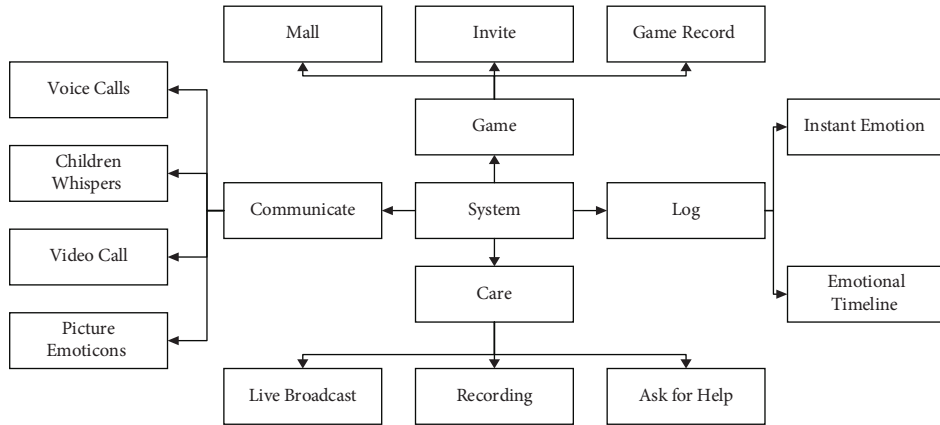 Mall
Invite
Game Record
Voice Calls
Game
Instant Emotion
Children
Whispers
Communicate
System
Log
Video Call
Care
Emotional
Timeline
Picture
Emoticons
Live Broadcast
Recording
Ask for Help